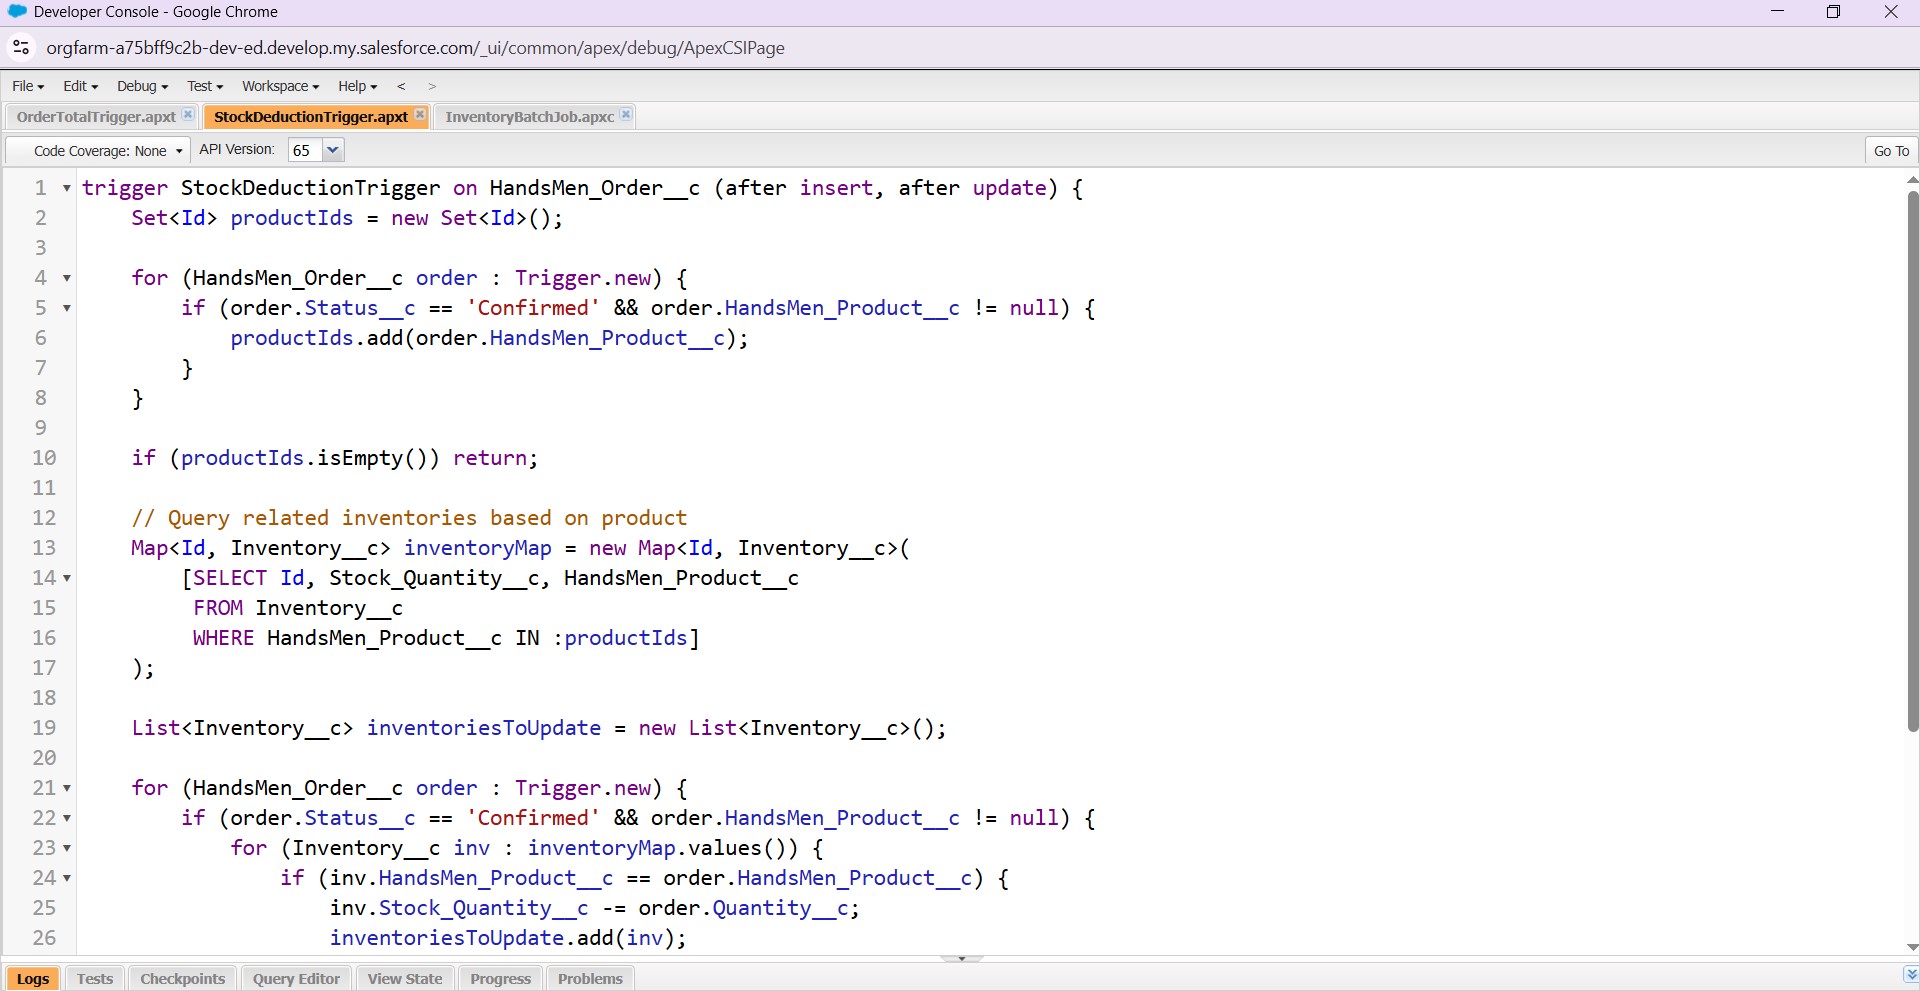 Developer Console - Google Chrome
orgfarm-a75bff9c2b-dev-ed.develop.my.salesforce.com/_ui/common/apex/debug/ApexCSIPage
File Edit Debug Test Workspace Help < >
OrderTotalTrigger.apxt StockDeductionTrigger.apxt InventoryBatchJob.apxc
Code Coverage: None API Version: 65 Go To
1 trigger StockDeductionTrigger on HandsMen_Order__c (after insert, after update) {
2 Set<Id> productIds = new Set<Id>();
3
4 for (HandsMen_Order__c order : Trigger.new) {
5 if (order.Status__c == 'Confirmed' && order.HandsMen_Product__c != null) {
6 productIds.add(order.HandsMen_Product__c);
7 }
8 }
9
10 if (productIds.isEmpty()) return;
11
12 // Query related inventories based on product
13 Map<Id, Inventory__c> inventoryMap = new Map<Id, Inventory__c>(
14 [SELECT Id, Stock_Quantity__c, HandsMen_Product__c
15 FROM Inventory__c
16 WHERE HandsMen_Product__c IN :productIds]
17 );
18
19 List<Inventory__c> inventoriesToUpdate = new List<Inventory__c>();
20
21 for (HandsMen_Order__c order : Trigger.new) {
22 if (order.Status__c == 'Confirmed' && order.HandsMen_Product__c != null) {
23 for (Inventory__c inv : inventoryMap.values()) {
24 if (inv.HandsMen_Product__c == order.HandsMen_Product__c) {
25 inv.Stock_Quantity__c -= order.Quantity__c;
26 inventoriesToUpdate.add(inv);
Logs Tests Checkpoints Query Editor View State Progress Problems